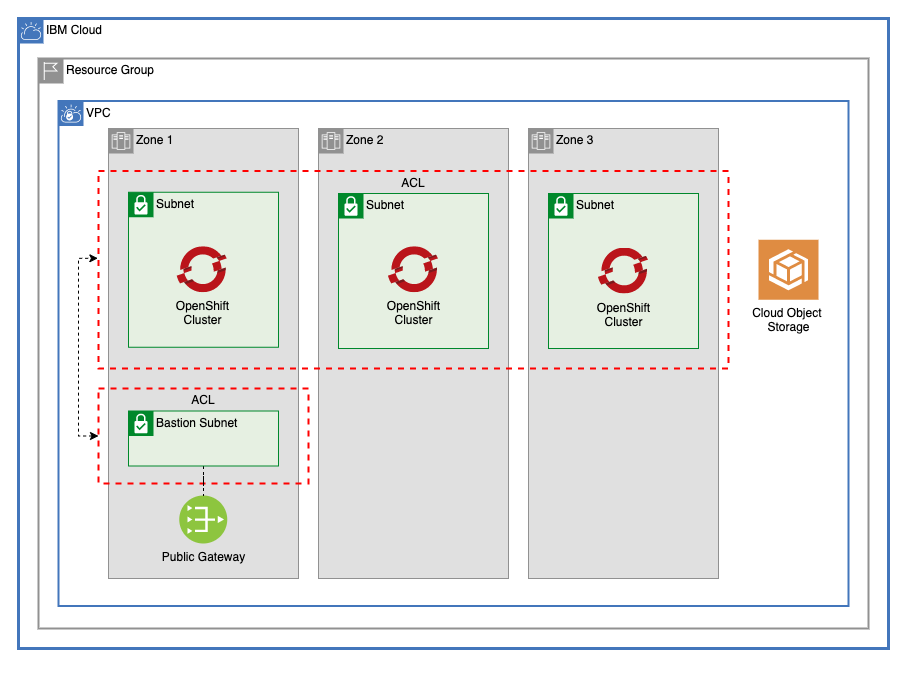 IBM Cloud
Resource Group
VPC
Zone 1
Zone 2
Zone 3
ACL
Subnet
Subnet
Subnet
OpenShift
Cluster
OpenShift
Cluster
OpenShift
Cluster
Cloud Object
Storage
ACL
Bastion Subnet
Public Gateway